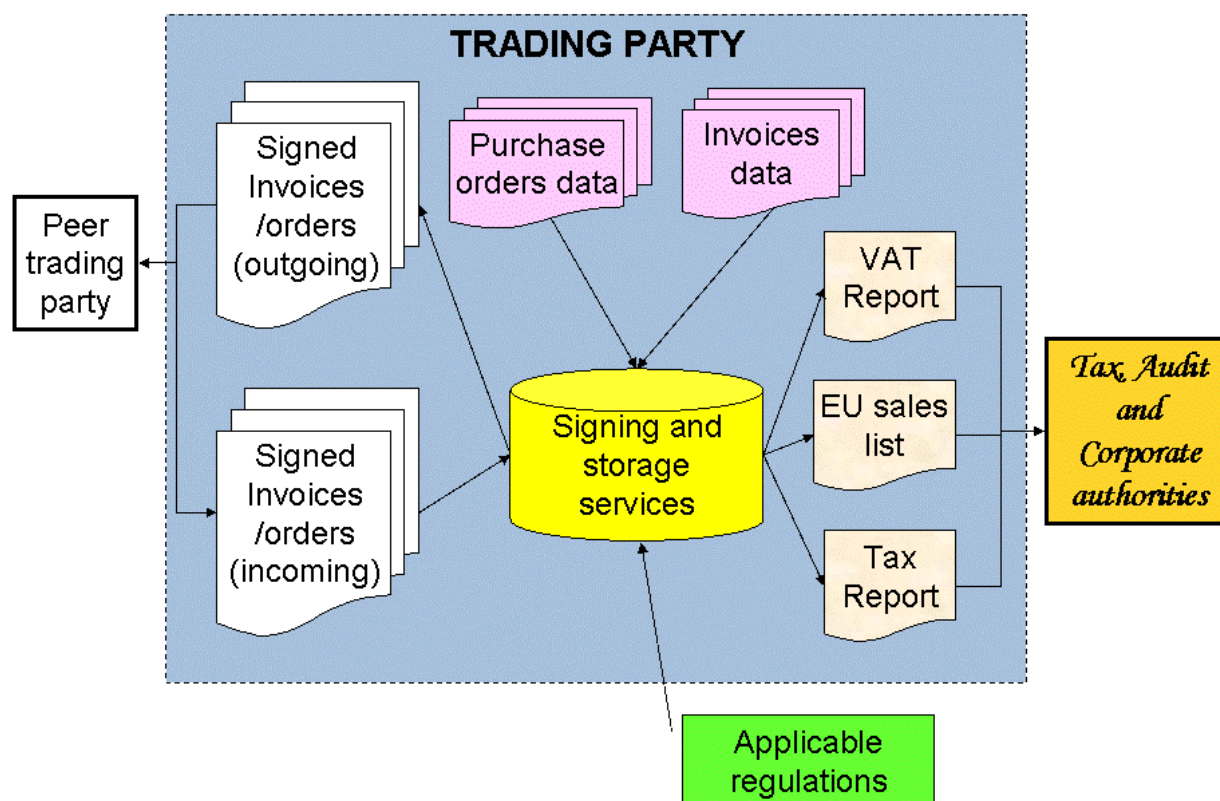 TRADING PARTY
Signed
Invoices
/orders
(outgoing)
Purchase
orders data
Invoices
data
Peer
trading
party
VAT
Report
EU sales
list
Tax
Report
Tax, Audit
and
Corporate
authorities
Signing and
storage
services
Signed
Invoices
/orders
(incoming)
Applicable
regulations